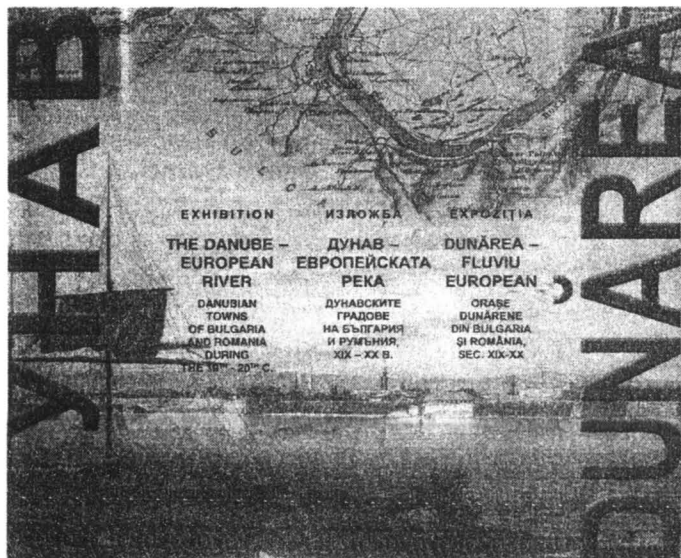 УНАВ
EXHIBITION
THE DANUBE –
EUROPEAN
RIVER
DANUBIAN
TOWNS
OF BULGARIA
AND ROMANIA
DURING
THE 19TH - 20TH C.
ИЗЛОЖБА
ДУНАВ –
ЕВРОПЕЙСКАТА
РЕКА
ДУНАВСКИТЕ
ГРАДОВЕ
НА БЪЛГАРИЯ
И РУМЪНИЯ,
XIX – XX В.
EXPOZIȚIA
DUNĂREA –
FLUVIU
EUROPEAN
ORAȘE
DUNĂRENE
DIN BULGARIA
ȘI ROMÂNIA,
SEC. XIX-XX
DUNĂREA